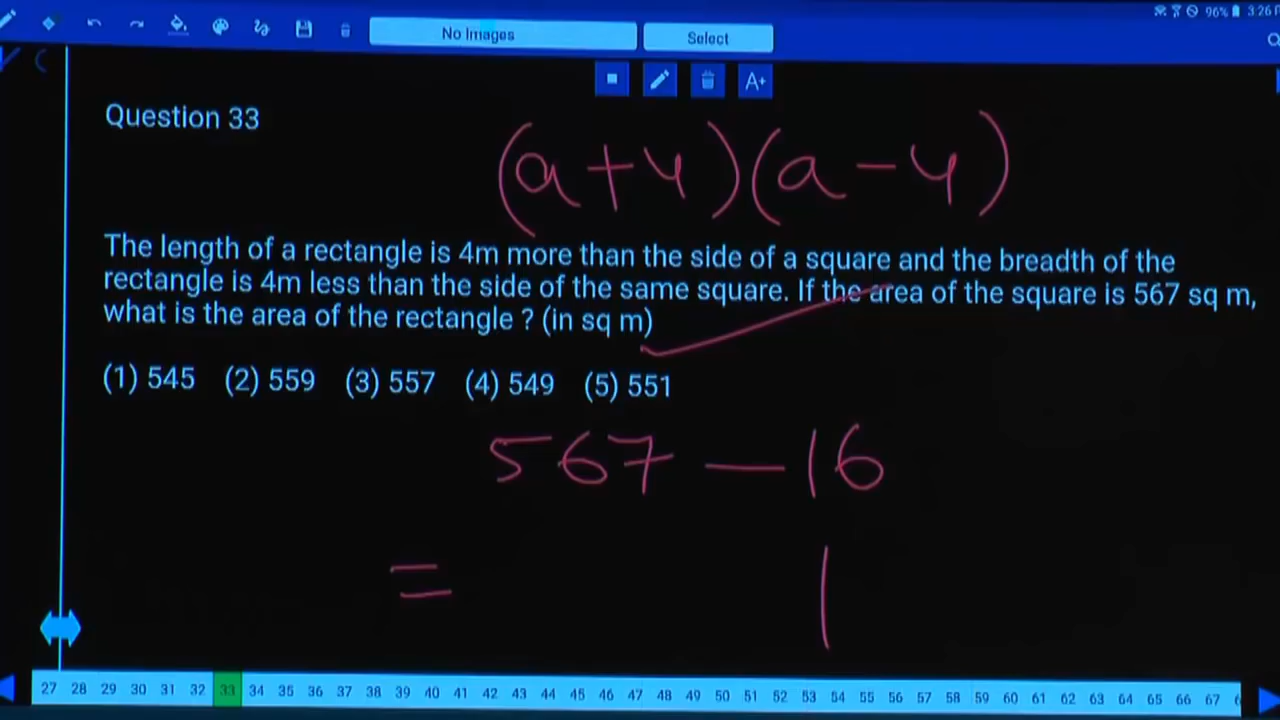 96% 3:26
No Images Select
A+
Question 33
(a+4)(a-4)
The length of a rectangle is 4m more than the side of a square and the breadth of the
rectangle is 4m less than the side of the same square. If the area of the square is 567 sq m,
what is the area of the rectangle ? (in sq m)
(1) 545 (2) 559 (3) 557 (4) 549 (5) 551
567 — 16
= 1
27 28 29 30 31 32 33 34 35 36 37 38 39 40 41 42 43 44 45 46 47 48 49 50 51 52 53 54 55 56 57 58 59 60 61 62 63 64 65 66 67